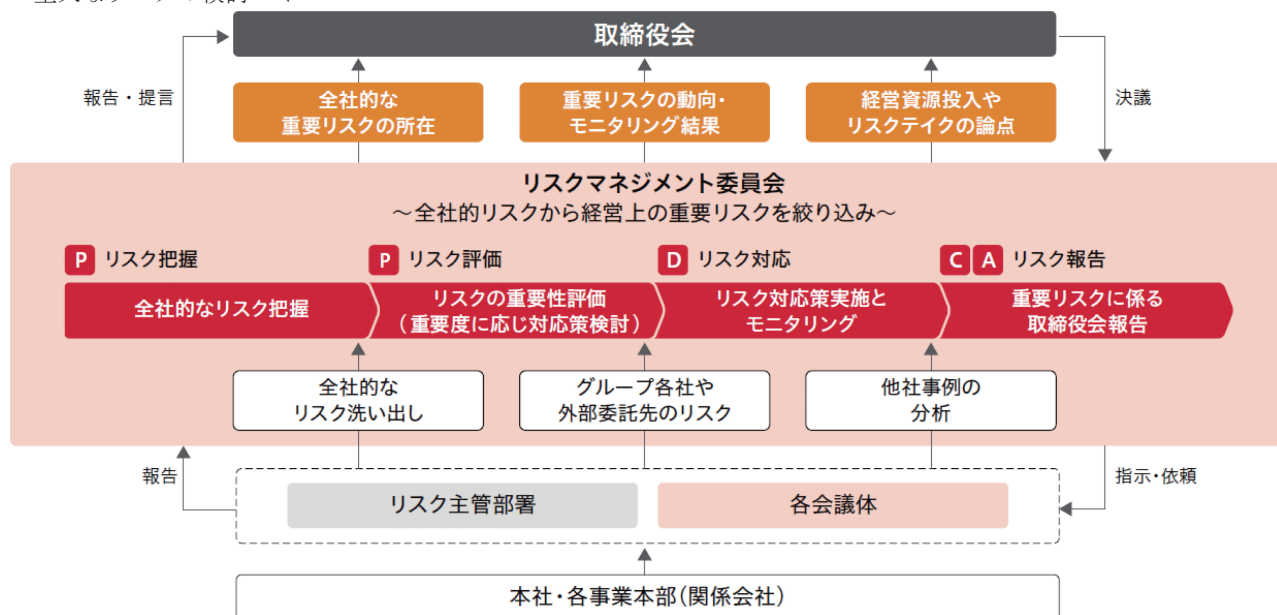 取締役会
報告・提言
全社的な
重要リスクの所在
重要リスクの動向・
モニタリング結果
経営資源投入や
リスクテイクの論点
決議
リスクマネジメント委員会
～全社的リスクから経営上の重要リスクを絞り込み～
P リスク把握
P リスク評価
D リスク対応
C A リスク報告
全社的なリスク把握
リスクの重要性評価
（重要度に応じ対応策検討）
リスク対応策実施と
モニタリング
重要リスクに係る
取締役会報告
全社的な
リスク洗い出し
グループ各社や
外部委託先のリスク
他社事例の
分析
報告
指示・依頼
リスク主管部署
各会議体
本社・各事業本部（関係会社）